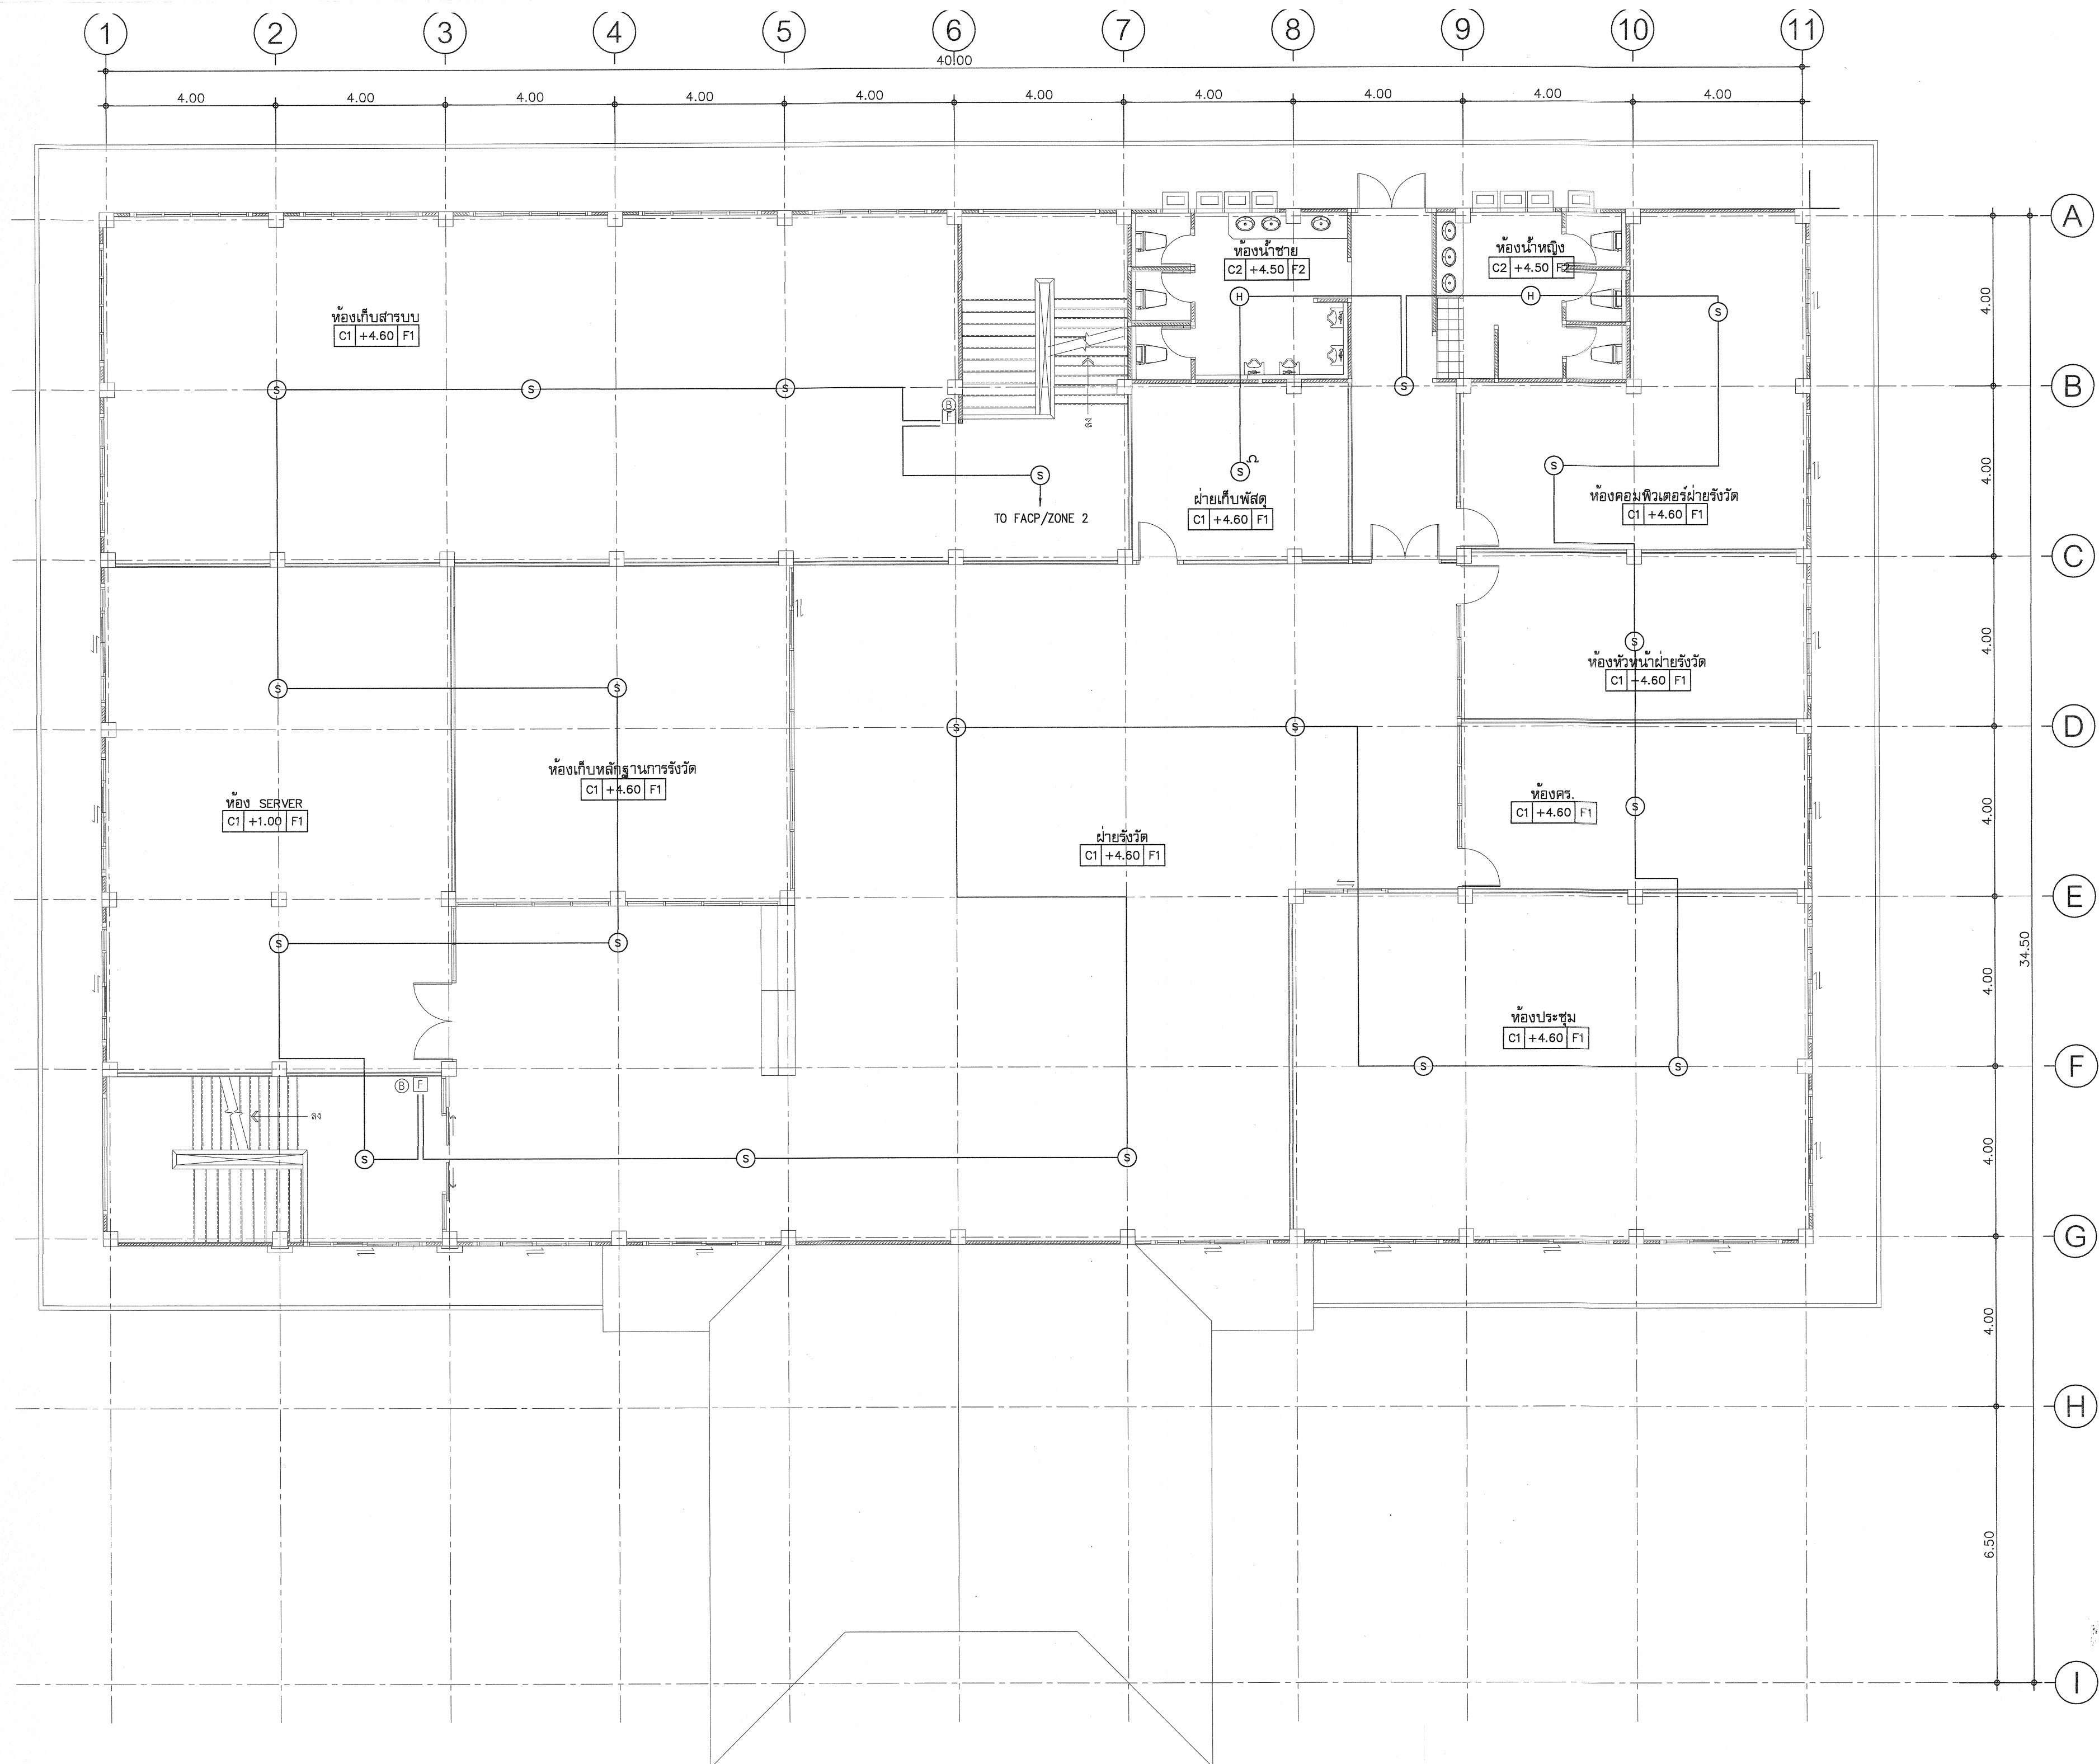 1 2 3 4 5 6 7 8 9 10 11
40.00
4.00 4.00 4.00 4.00 4.00 4.00 4.00 4.00 4.00 4.00
A
ห้องน้ำชาย
C2 +4.50 F2
ห้องน้ำหญิง
C2 +4.50 F2
H H
S
4.00
ห้องเก็บสารบบ
C1 +4.60 F1
S S S S
B
B
F
4.00
S S S
ฝ่ายเก็บพัสดุ
C1 +4.60 F1
ห้องคอมพิวเตอร์ฝ่ายรังวัด
C1 +4.60 F1
TO FACP/ZONE 2
C
4.00
S
ห้องหัวหน้าฝ่ายรังวัด
C1 +4.60 F1
S S
S S
D
ห้องเก็บหลักฐานการรังวัด
C1 +4.60 F1
ห้อง SERVER
C1 +1.00 F1
ห้องคร.
C1 +4.60 F1
S
4.00
ฝ่ายรังวัด
C1 +4.60 F1
E
S S
34.50
4.00
ห้องประชุม
C1 +4.60 F1
S S
F
B F
ลง
4.00
S S S
G
4.00
H
6.50
I